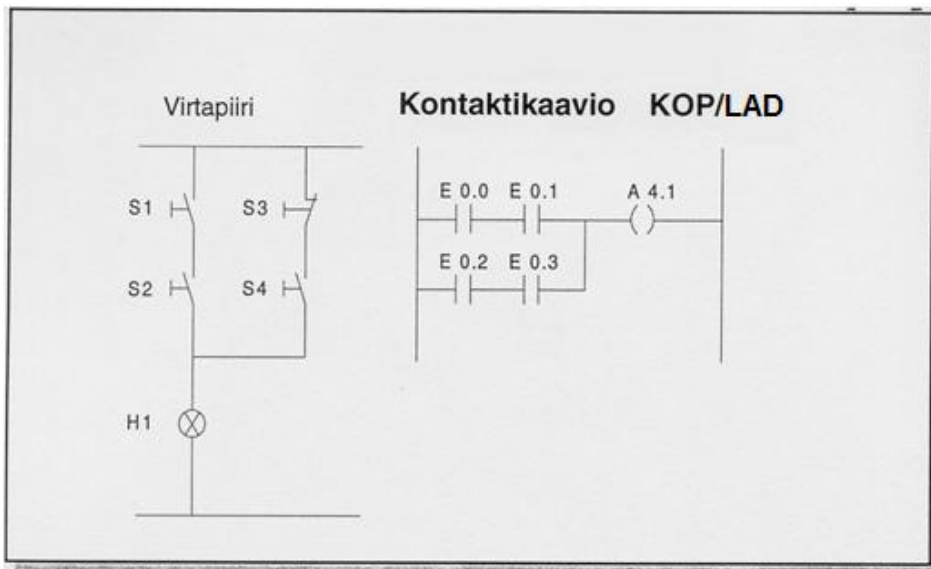 Virtapiiri
Kontaktikaavio KOP/LAD
S1
S3
S2
S4
H1
E 0.0 E 0.1 A 4.1
E 0.2 E 0.3